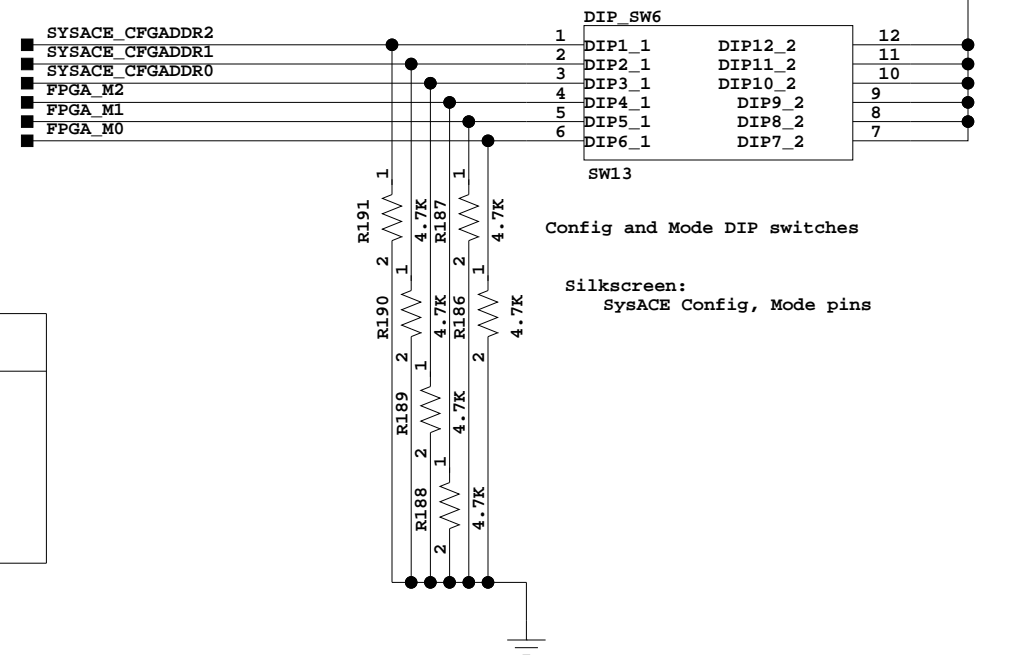 DIP_SW6
SYSACE_CFGADDR2 1 DIP1_1 DIP12_2 12
SYSACE_CFGADDR1 2 DIP2_1 DIP11_2 11
SYSACE_CFGADDR0 3 DIP3_1 DIP10_2 10
FPGA_M2 4 DIP4_1 DIP9_2 9
FPGA_M1 5 DIP5_1 DIP8_2 8
FPGA_M0 6 DIP6_1 DIP7_2 7
SW13
1 R191 2 4.7K
1 R187 2 4.7K
Config and Mode DIP switches
1 R190 2 4.7K
1 R186 2 4.7K
Silkscreen:
SysACE Config, Mode pins
1 R189 2 4.7K
1 R188 2 4.7K